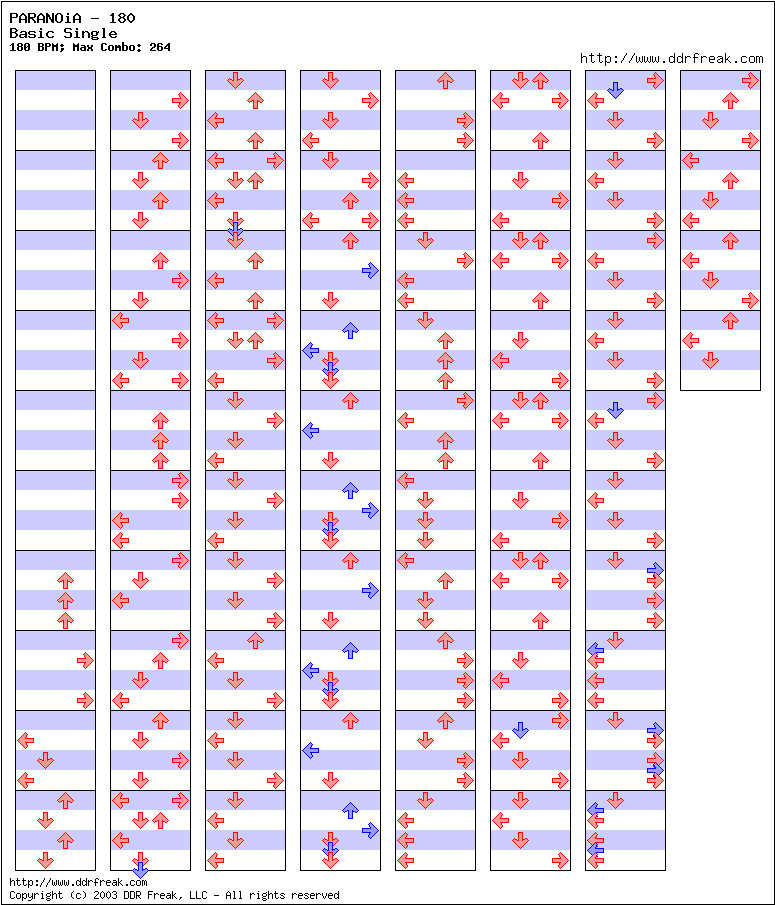 PARANOiA - 180
Basic Single
180 BPM; Max Combo: 264
http://www.ddrfreak.com
http://www.ddrfreak.com
Copyright (c) 2003 DDR Freak, LLC - All rights reserved